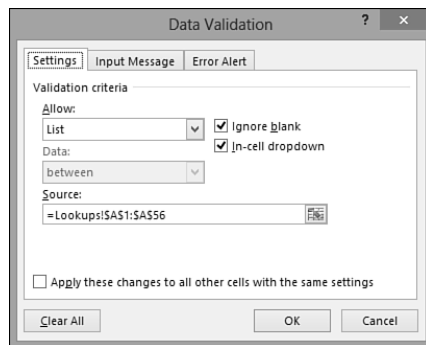 Data Validation ? ×
Settings Input Message Error Alert
Validation criteria
Allow:
List Ignore blank
Data: In-cell dropdown
between
Source:
=Lookups!$A$1:$A$56
Apply these changes to all other cells with the same settings
Clear All OK Cancel